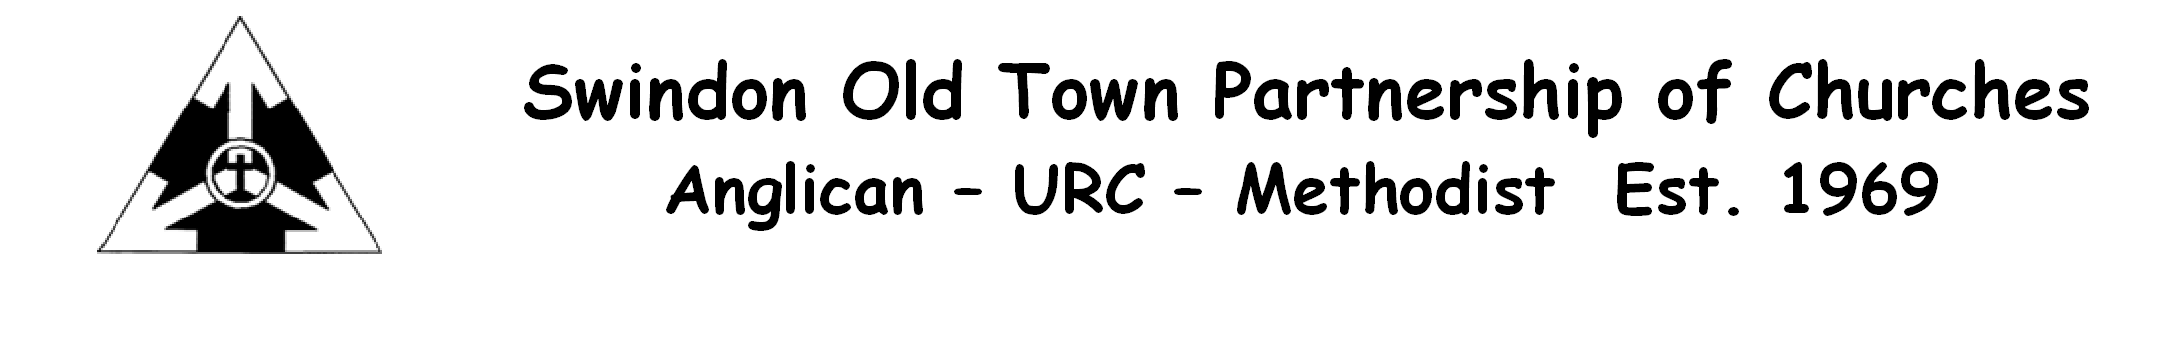 Swindon Old Town Partnership of Churches
Anglican – URC – Methodist  Est. 1969